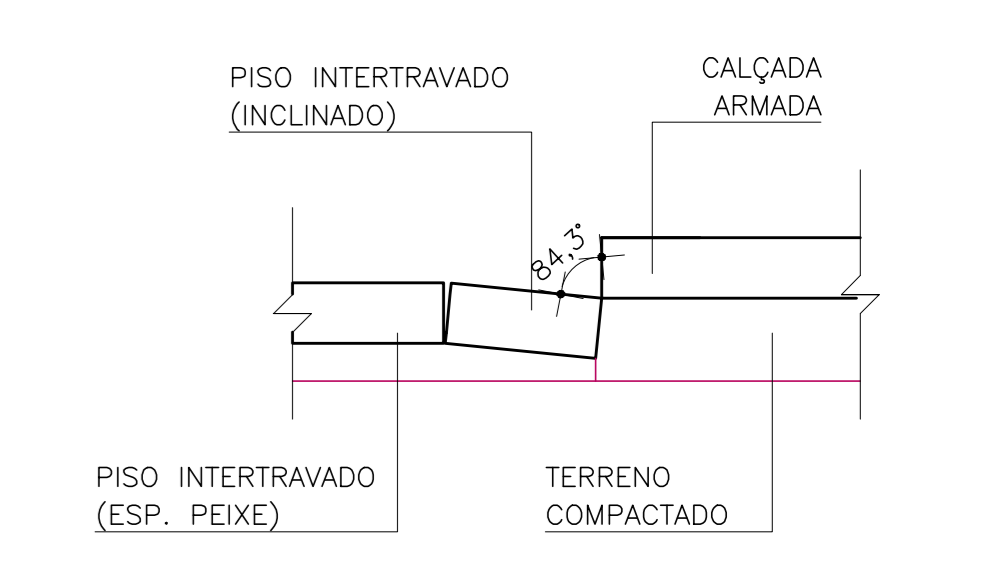 PISO INTERTRAVADO
(INCLINADO)
CALÇADA
ARMADA
84,3°
PISO INTERTRAVADO
(ESP. PEIXE)
TERRENO
COMPACTADO